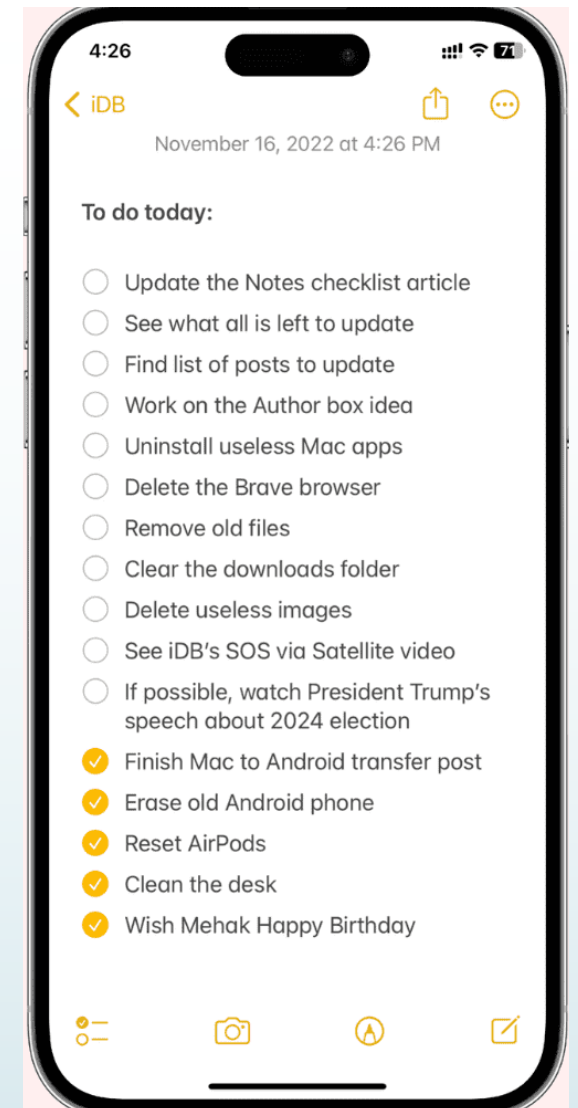 4:26
71
iDB
November 16, 2022 at 4:26 PM
To do today:
Update the Notes checklist article
See what all is left to update
Find list of posts to update
Work on the Author box idea
Uninstall useless Mac apps
Delete the Brave browser
Remove old files
Clear the downloads folder
Delete useless images
See iDB's SOS via Satellite video
If possible, watch President Trump's
speech about 2024 election
Finish Mac to Android transfer post
Erase old Android phone
Reset AirPods
Clean the desk
Wish Mehak Happy Birthday